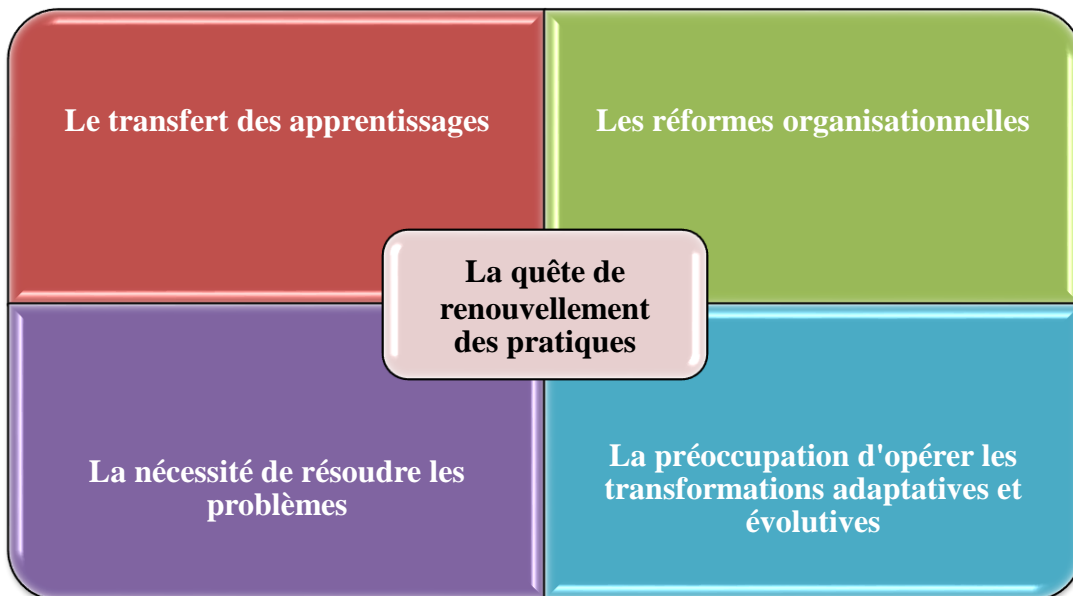 Le transfert des apprentissages
Les réformes organisationnelles
La quête de
renouvellement
des pratiques
La nécessité de résoudre les
problèmes
La préoccupation d'opérer les
transformations adaptatives et
évolutives